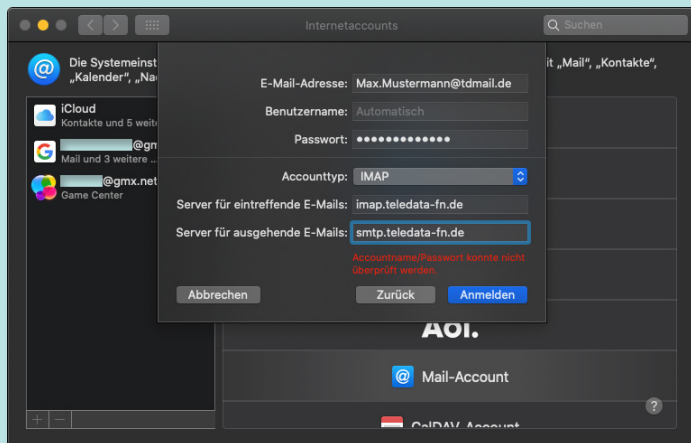 Internetaccounts
Suchen
Die Systemeinst
it „Mail“, „Kontakte“,
„Kalender“, „Na
E-Mail-Adresse: Max.Mustermann@tdmail.de
Benutzername: Automatisch
Passwort:
Accounttyp: IMAP
Server für eintreffende E-Mails: imap.teledata-fn.de
Server für ausgehende E-Mails: smtp.teledata-fn.de
Accountname/Passwort konnte nicht
überprüft werden.
Abbrechen Zurück Anmelden
iCloud
Kontakte und 5 weite
@gm
Mail und 3 weitere ...
@gmx.net
Game Center
Aol.
@ Mail-Account
CalDAV-Account
?